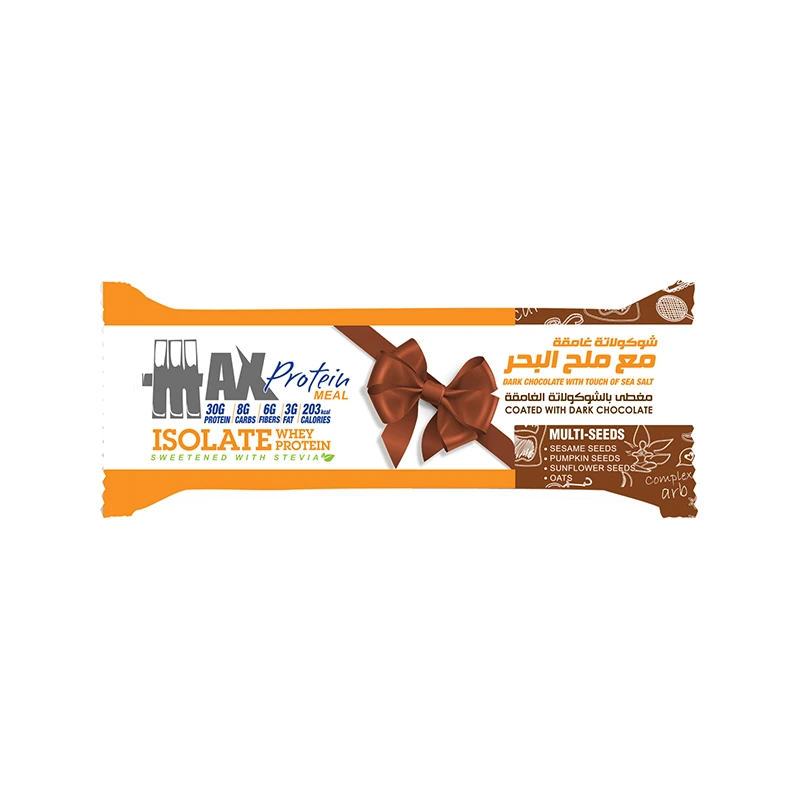 MAX Protein
MEAL
30G PROTEIN 8G CARBS 6G FIBERS 3G FAT 203kcal CALORIES
ISOLATE WHEY PROTEIN
SWEETENED WITH STEVIA
شوكولاتة غامقة
مع ملح البحر
DARK CHOCOLATE WITH TOUCH OF SEA SALT
مغطى بالشوكولاتة الغامقة
COATED WITH DARK CHOCOLATE
MULTI-SEEDS
• SESAME SEEDS
• PUMPKIN SEEDS
• SUNFLOWER SEEDS
• OATS
complex
arb